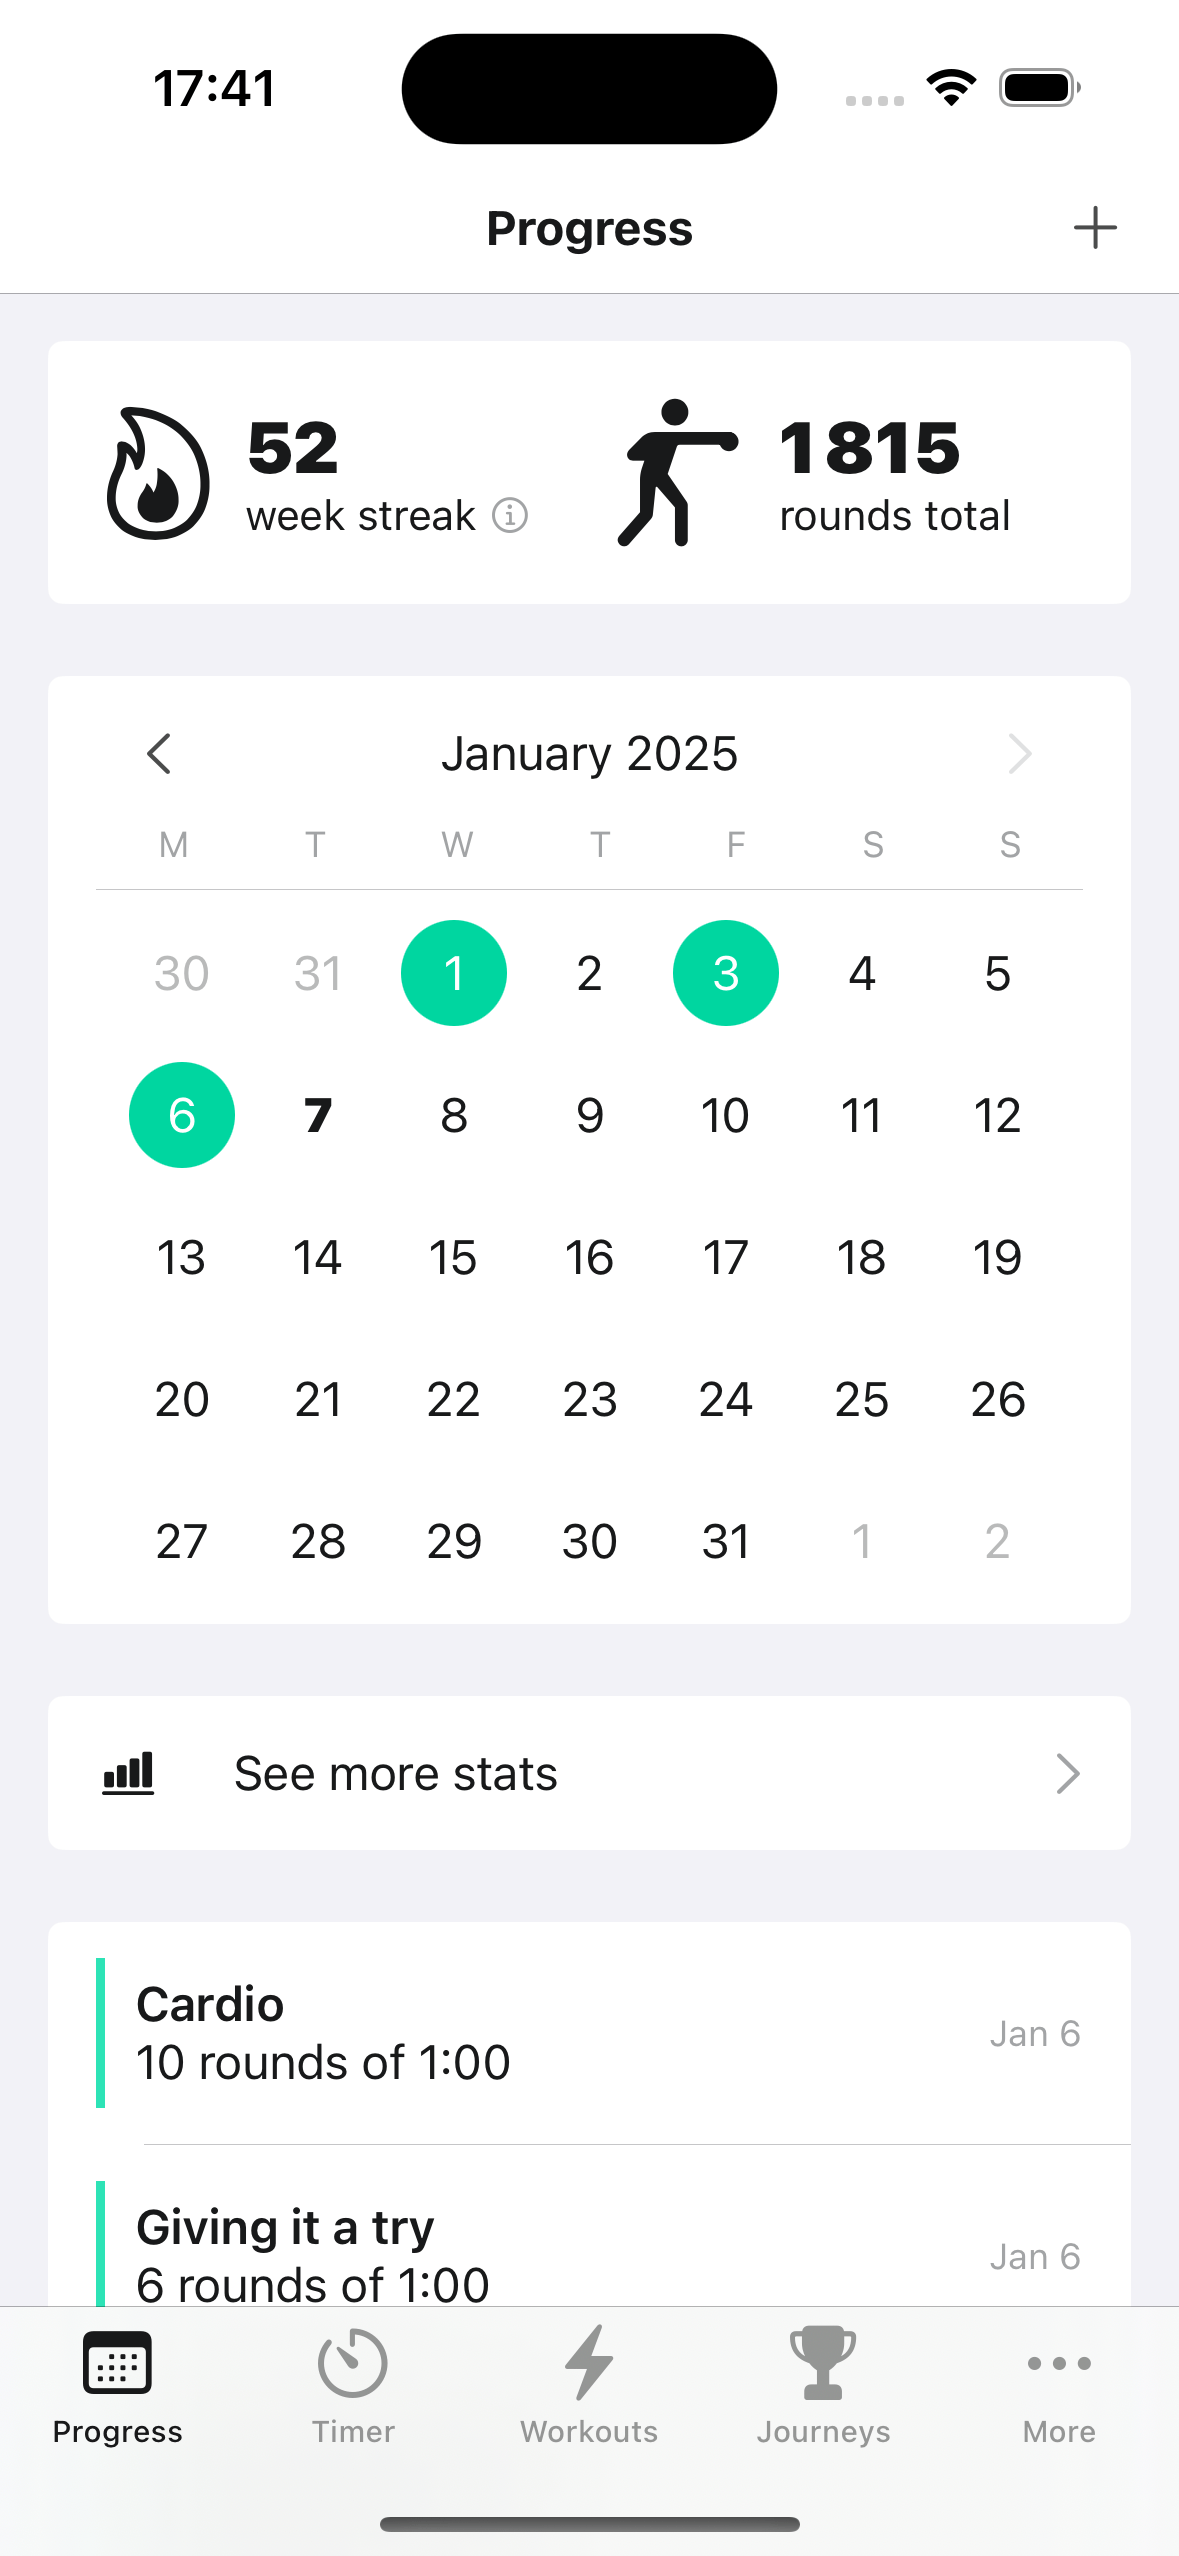 17:41
Progress
52
week streak
1815
rounds total
January 2025
M T W T F S S
30 31 1 2 3 4 5
6 7 8 9 10 11 12
13 14 15 16 17 18 19
20 21 22 23 24 25 26
27 28 29 30 31 1 2
See more stats
Cardio
10 rounds of 1:00
Jan 6
Giving it a try
6 rounds of 1:00
Jan 6
Progress Timer Workouts Journeys More